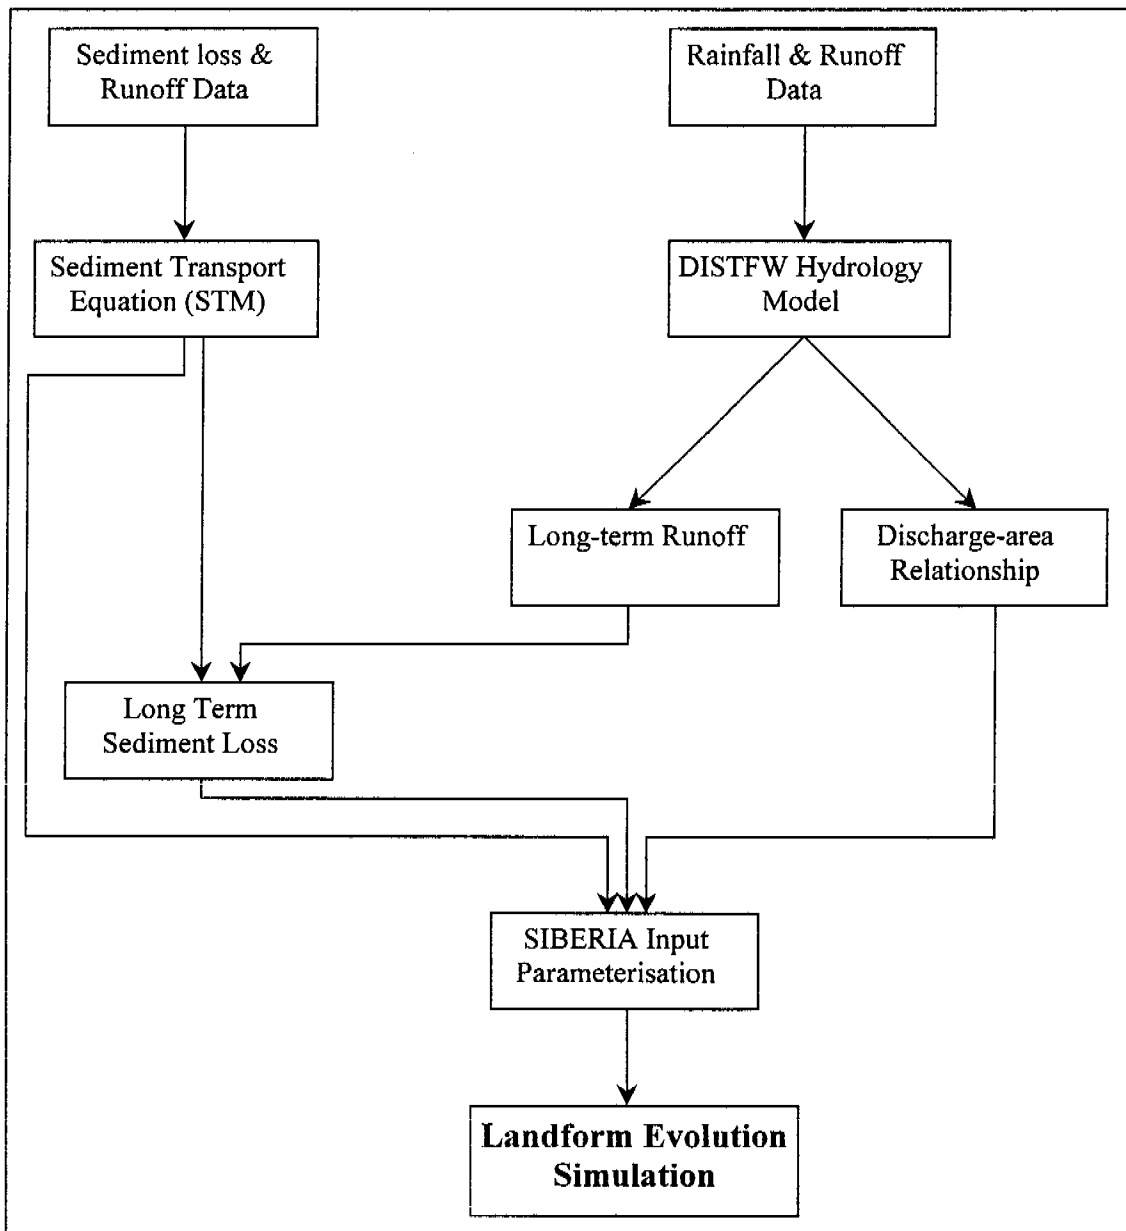 Sediment loss &
Runoff Data
Rainfall & Runoff
Data
Sediment Transport
Equation (STM)
DISTFW Hydrology
Model
Long-term Runoff
Discharge-area
Relationship
Long Term
Sediment Loss
SIBERIA Input
Parameterisation
Landform Evolution
Simulation